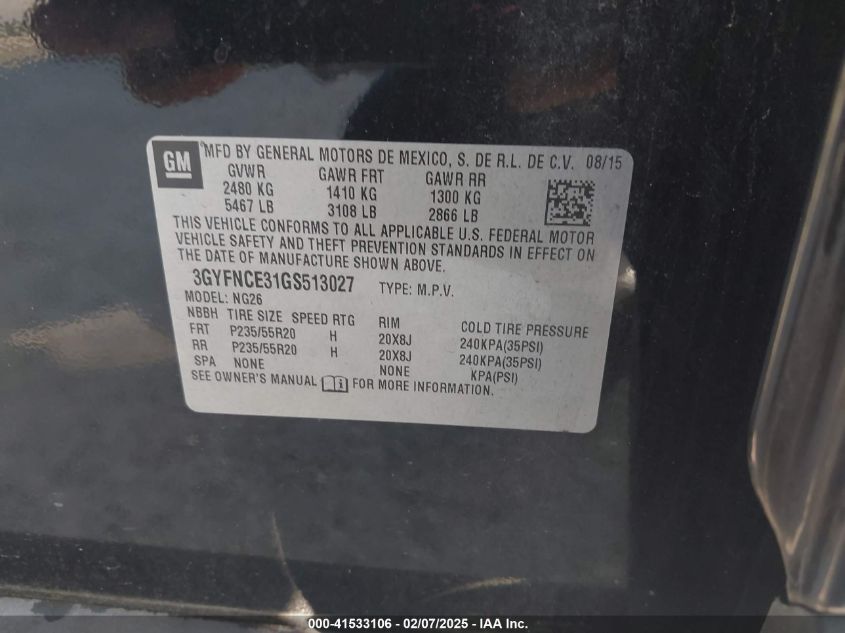 GM
MFD BY GENERAL MOTORS DE MEXICO, S. DE R.L. DE C.V. 08/15
GVWR GAWR FRT GAWR RR
2480 KG 1410 KG 1300 KG
5467 LB 3108 LB 2866 LB
THIS VEHICLE CONFORMS TO ALL APPLICABLE U.S. FEDERAL MOTOR
VEHICLE SAFETY AND THEFT PREVENTION STANDARDS IN EFFECT ON
THE DATE OF MANUFACTURE SHOWN ABOVE.
3GYFNCE31GS513027 TYPE: M.P.V.
MODEL: NG26
NBBH TIRE SIZE SPEED RTG RIM COLD TIRE PRESSURE
FRT P235/55R20 H 20X8J 240KPA(35PSI)
RR P235/55R20 H 20X8J 240KPA(35PSI)
SPA NONE NONE KPA(PSI)
SEE OWNER'S MANUAL FOR MORE INFORMATION.
000-41533106 - 02/07/2025 - IAA Inc.